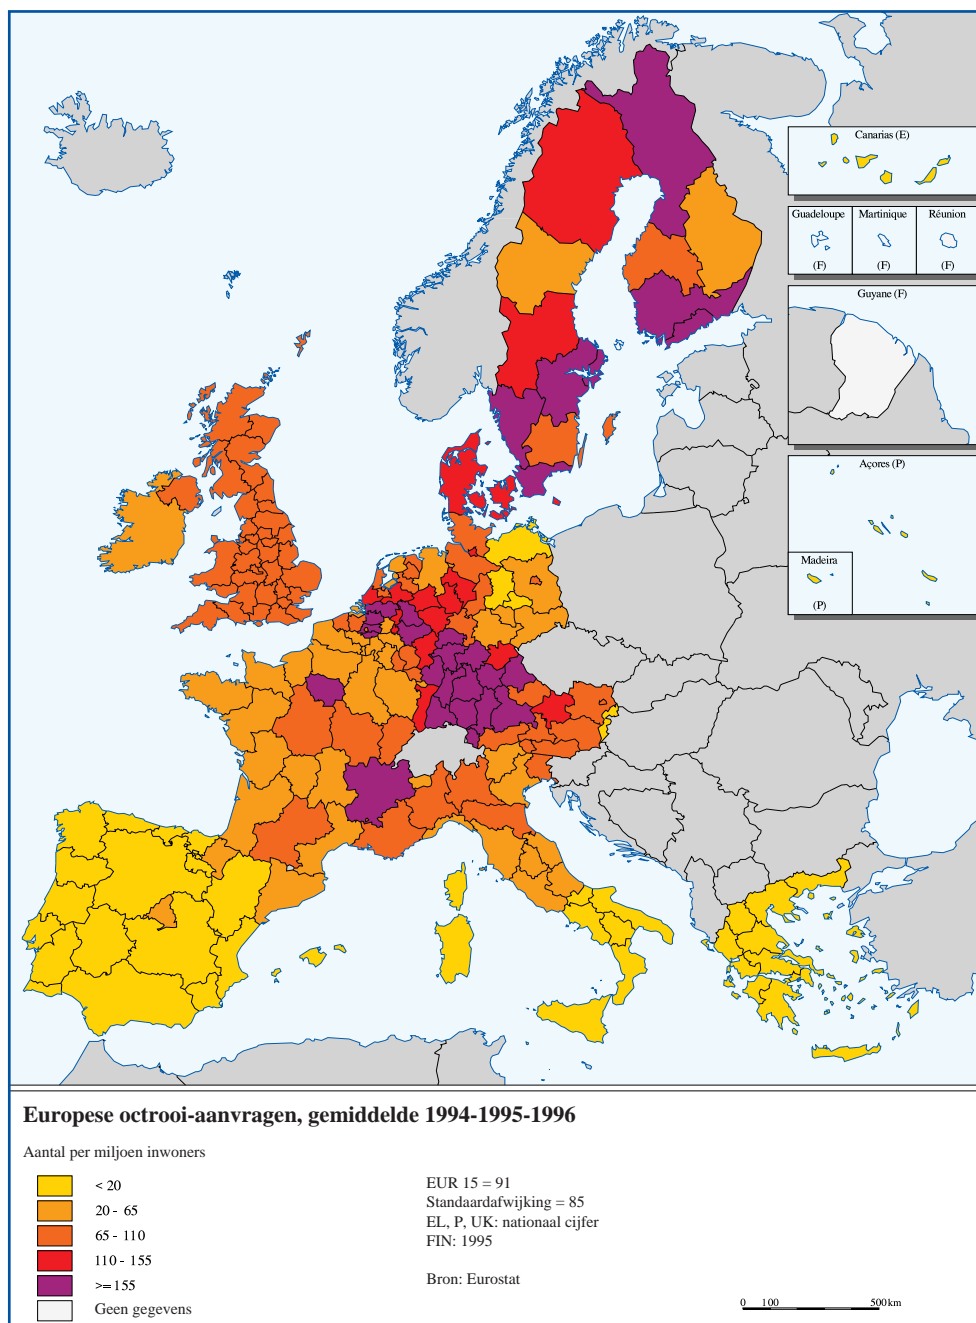 Canarias (E)
Guadeloupe
(F)
Martinique
(F)
Réunion
(F)
Guyane (F)
Açores (P)
Madeira
(P)
Europese octrooi-aanvragen, gemiddelde 1994-1995-1996
Aantal per miljoen inwoners
< 20
20 - 65
65 - 110
110 - 155
>= 155
Geen gegevens
EUR 15 = 91
Standaardafwijking = 85
EL, P, UK: nationaal cijfer
FIN: 1995
Bron: Eurostat
0 100 500 km